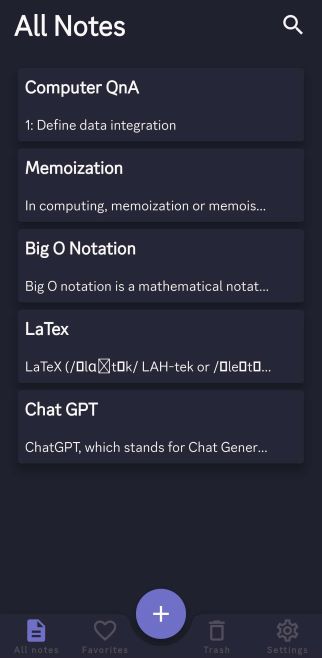 All Notes
Computer QnA
1: Define data integration
Memoization
In computing, memoization or memois...
Big O Notation
Big O notation is a mathematical notat...
LaTex
LaTeX (/▯lɑ☒t▯k/ LAH-tek or /▯le▯t▯...
Chat GPT
ChatGPT, which stands for Chat Gener...
All notes
Favorites
Trash
Settings